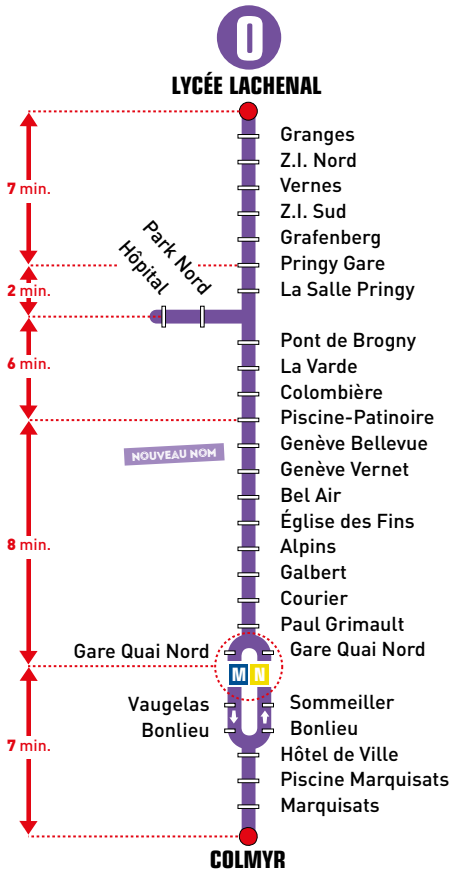 O
LYCÉE LACHENAL
Granges
Z.I. Nord
7 min.
Vernes
Z.I. Sud
Grafenberg
Pringy Gare
Park Nord
Hôpital
2 min.
La Salle Pringy
Pont de Brogny
6 min.
La Varde
Colombière
Piscine-Patinoire
Genève Bellevue
NOUVEAU NOM
Genève Vernet
Bel Air
Église des Fins
8 min.
Alpins
Galbert
Courier
Paul Grimault
Gare Quai Nord
Gare Quai Nord
M N
Vaugelas
Sommeiller
Bonlieu
Bonlieu
7 min.
Hôtel de Ville
Piscine Marquisats
Marquisats
COLMYR